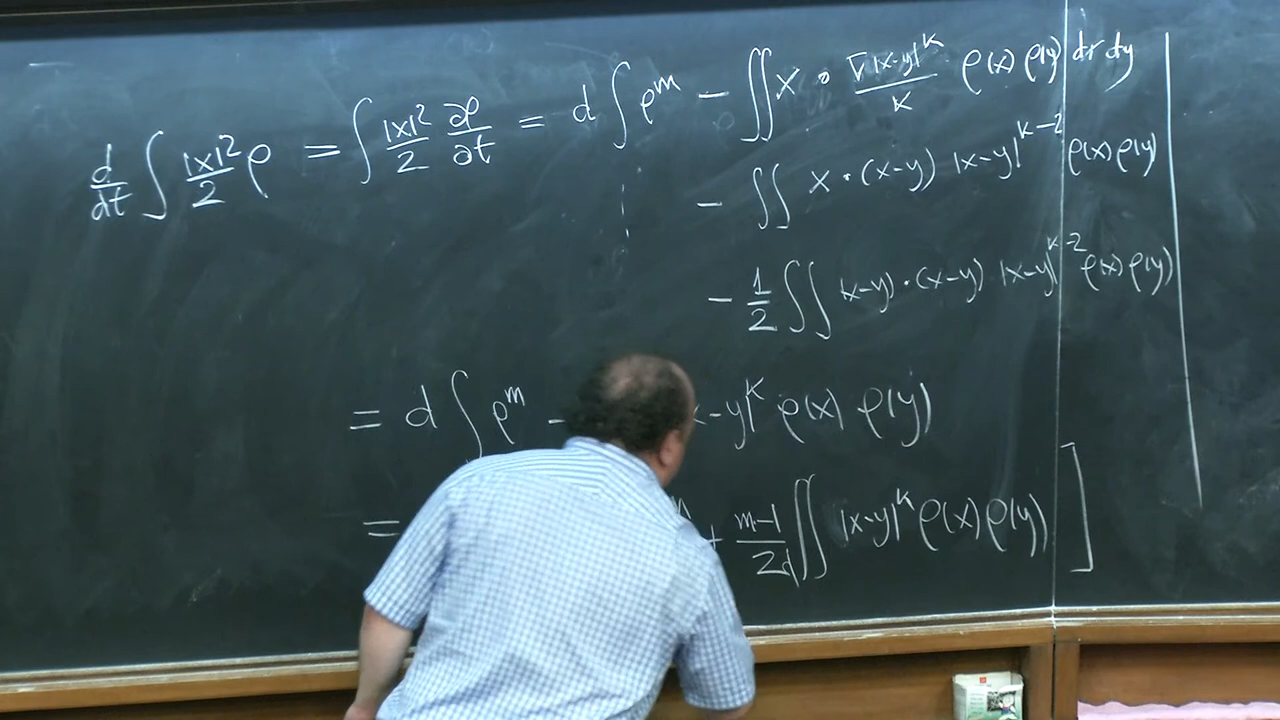 d/dt ∫ |x|²/2 ρ = ∫ |x|²/2 ∂ρ/∂t = d ∫ ρ^m − ∬ x · ∇|x−y|^k/k ρ(x) ρ(y) dx dy
− ∬ x · (x−y) |x−y|^{k−2} ρ(x) ρ(y)
− 1/2 ∬ (x−y) · (x−y) |x−y|^{k−2} ρ(x) ρ(y)
= d ∫ ρ^m − x−y|^k ρ(x) ρ(y)
= + m−1/2d ∬ |x−y|^k ρ(x) ρ(y) ]